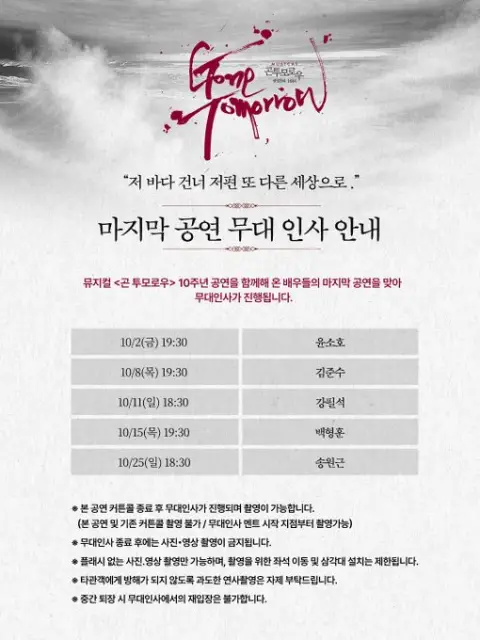 Gone
Tomorrow
MUSICAL
곤 투모로우
"저 바다 건너 저편 또 다른 세상으로."
마지막 공연 무대 인사 안내
뮤지컬 <곤 투모로우> 10주년 공연을 함께해 온 배우들의 마지막 공연을 맞아
무대인사가 진행됩니다.
10/2(금) 19:30 윤소호
10/8(목) 19:30 김준수
10/11(일) 18:30 강필석
10/15(목) 19:30 백형훈
10/25(일) 18:30 송원근
※ 본 공연 커튼콜 종료 후 무대인사가 진행되며 촬영이 가능합니다.
(본 공연 및 기존 커튼콜 촬영 불가 / 무대인사 멘트 시작 지점부터 촬영가능)
※ 무대인사 종료 후에는 사진•영상 촬영이 금지됩니다.
※ 플래시 없는 사진.영상 촬영만 가능하며, 촬영을 위한 좌석 이동 및 삼각대 설치는 제한됩니다.
※ 타관객에게 방해가 되지 않도록 과도한 연사촬영은 자제 부탁드립니다.
※ 중간 퇴장 시 무대인사에서의 재입장은 불가합니다.